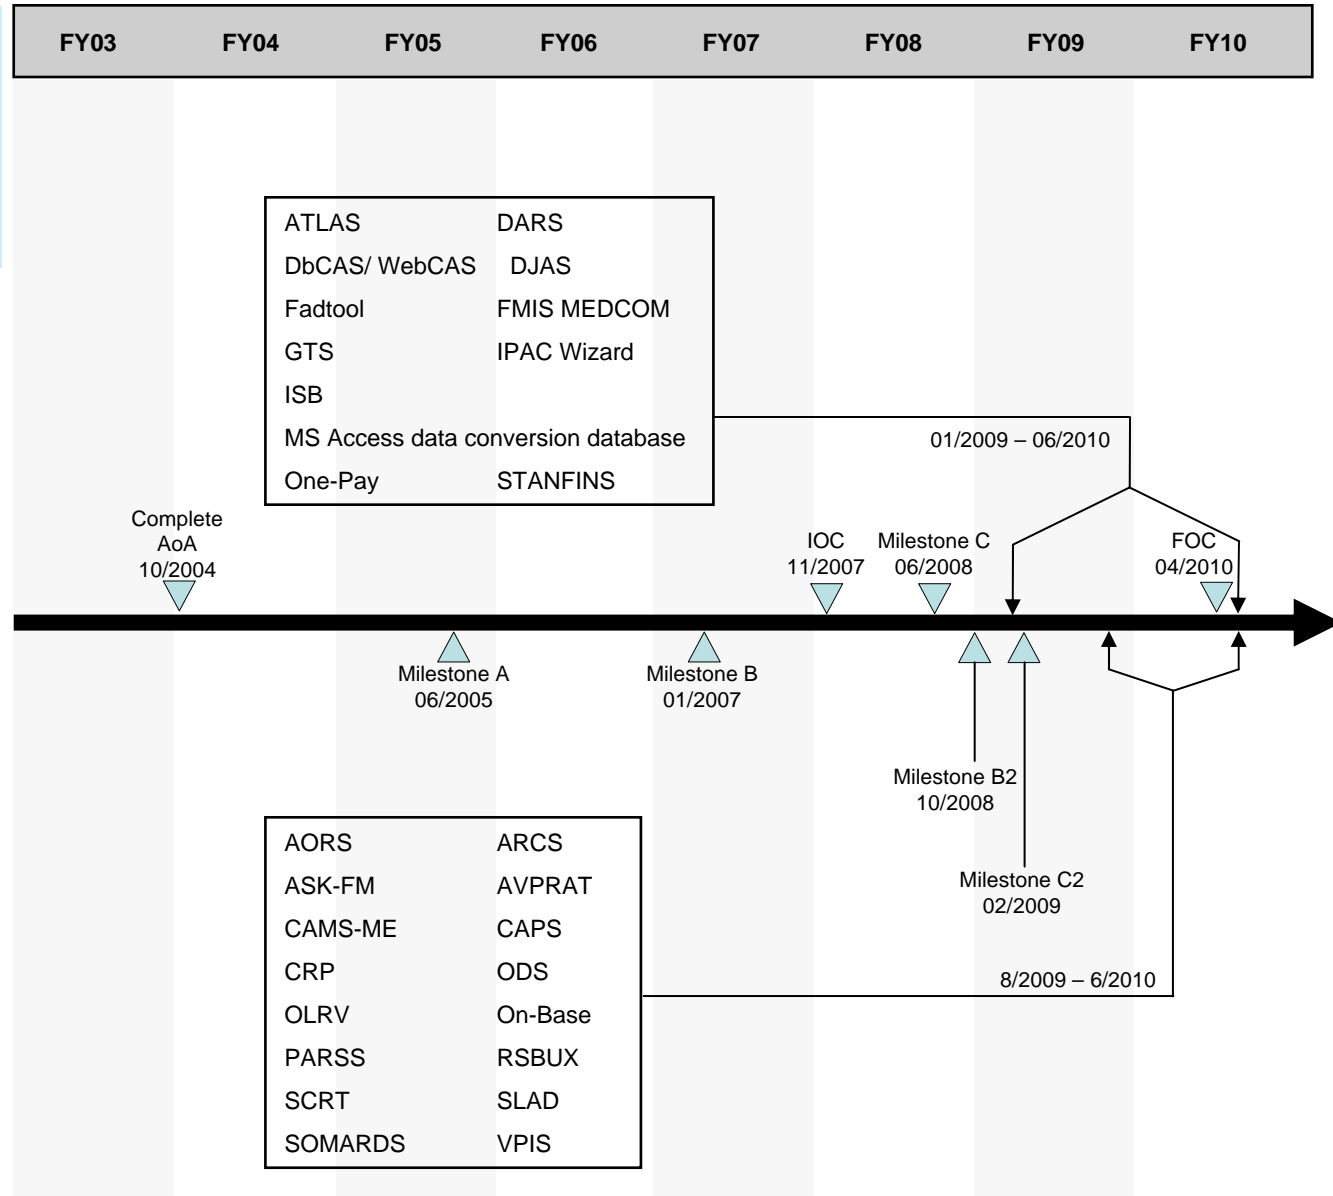 FY03 FY04 FY05 FY06 FY07 FY08 FY09 FY10
ATLAS DARS
DbCAS/ WebCAS DJAS
Fadtool FMIS MEDCOM
GTS IPAC Wizard
ISB
MS Access data conversion database
One-Pay STANFINS
01/2009 – 06/2010
Complete
AoA
10/2004
IOC
11/2007
Milestone C
06/2008
FOC
04/2010
Milestone A
06/2005
Milestone B
01/2007
Milestone B2
10/2008
Milestone C2
02/2009
AORS ARCS
ASK-FM AVPRAT
CAMS-ME CAPS
CRP ODS
OLRV On-Base
PARSS RSBUX
SCRT SLAD
SOMARDS VPIS
8/2009 – 6/2010